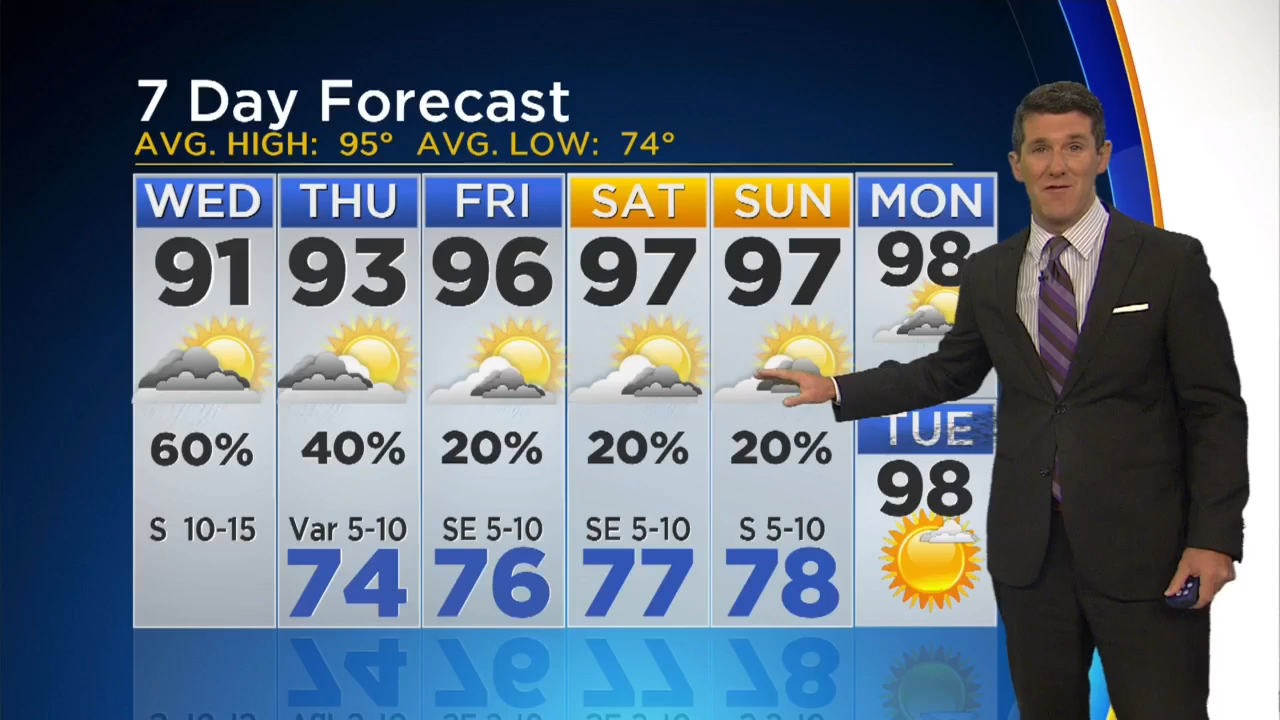 7 Day Forecast
AVG. HIGH: 95° AVG. LOW: 74°
WED THU FRI SAT SUN MON
91 93 96 97 97 98
60% 40% 20% 20% 20%
TUE
98
S 10-15 Var 5-10 SE 5-10 SE 5-10 S 5-10
74 76 77 78